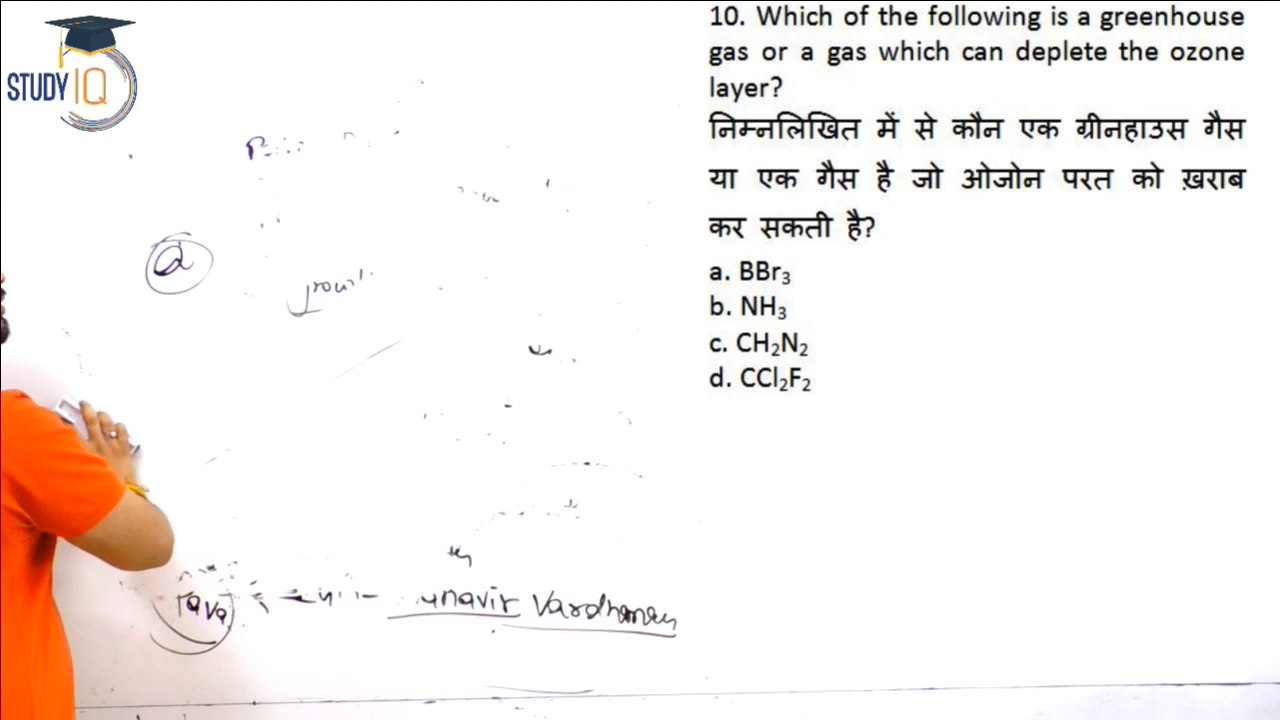 STUDY IQ
10. Which of the following is a greenhouse
gas or a gas which can deplete the ozone
layer?
निम्नलिखित में से कौन एक ग्रीनहाउस गैस
या एक गैस है जो ओजोन परत को ख़राब
कर सकती है?
a. BBr₃
b. NH₃
c. CH₂N₂
d. CCl₂F₂
Vardhaman